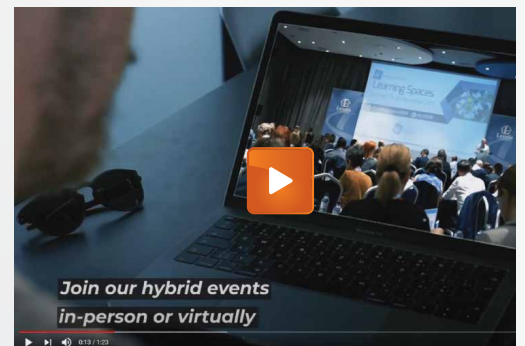 Learning Spaces
Join our hybrid events
in-person or virtually
0:13 / 1:23